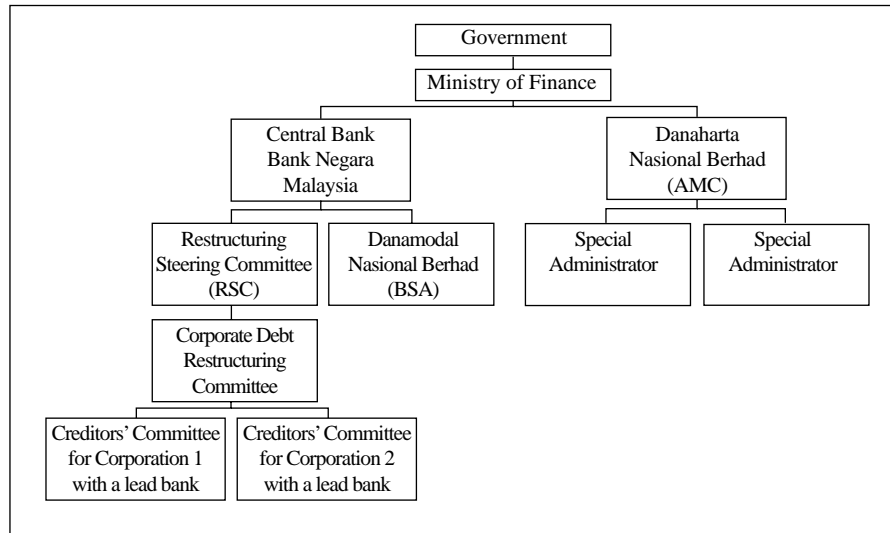 Government
Ministry of Finance
Central Bank
Bank Negara
Malaysia
Danaharta
Nasional Berhad
(AMC)
Restructuring
Steering Committee
(RSC)
Danamodal
Nasional Berhad
(BSA)
Special
Administrator
Special
Administrator
Corporate Debt
Restructuring
Committee
Creditors’ Committee
for Corporation 1
with a lead bank
Creditors’ Committee
for Corporation 2
with a lead bank